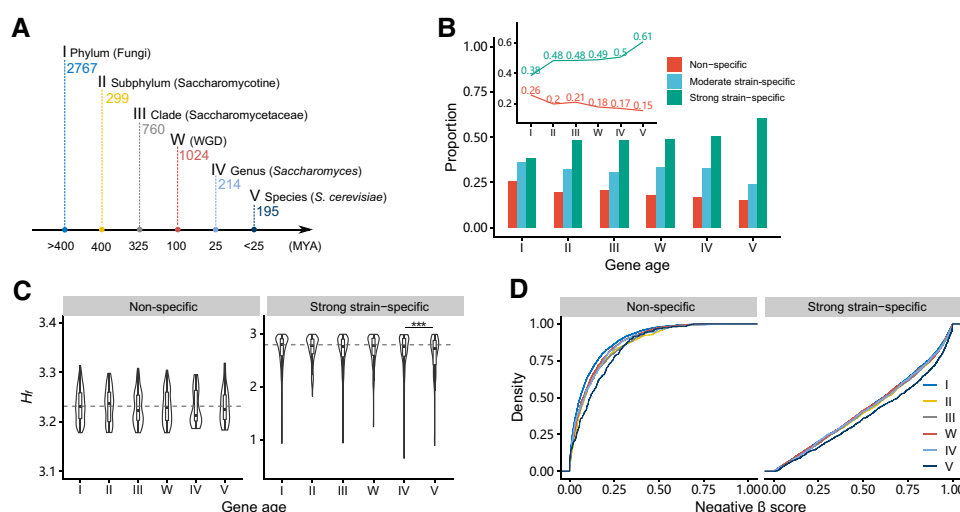 A
I Phylum (Fungi)
2767
II Subphylum (Saccharomycotine)
299
III Clade (Saccharomycetaceae)
760
W (WGD)
1024
IV Genus (Saccharomyces)
214
V Species (S. cerevisiae)
195
>400 400 325 100 25 <25 (MYA)
B
Proportion
1.00
0.75
0.50
0.25
0.00
0.6
0.4
0.2
0.38 0.48 0.48 0.49 0.5 0.61
0.26 0.2 0.21 0.18 0.17 0.15
I II III W IV V
Non-specific
Moderate strain-specific
Strong strain-specific
I II III W IV V
Gene age
C
Non-specific Strong strain-specific
Hf
3.4
3.3
3.2
3.1
3
2
1
***
I II III W IV V I II III W IV V
Gene age
D
Non-specific Strong strain-specific
Density
1.00
0.75
0.50
0.25
0.00
I
II
III
W
IV
V
0.00 0.25 0.50 0.75 1.00 0.00 0.25 0.50 0.75 1.00
Negative β score